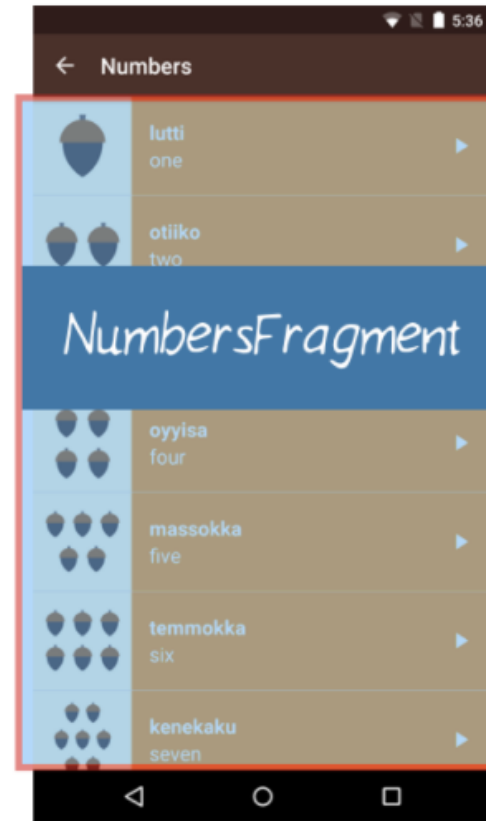 5:36
Numbers
lutti
one
otiiko
two
NumbersFragment
oyyisa
four
massokka
five
temmokka
six
kenekaku
seven